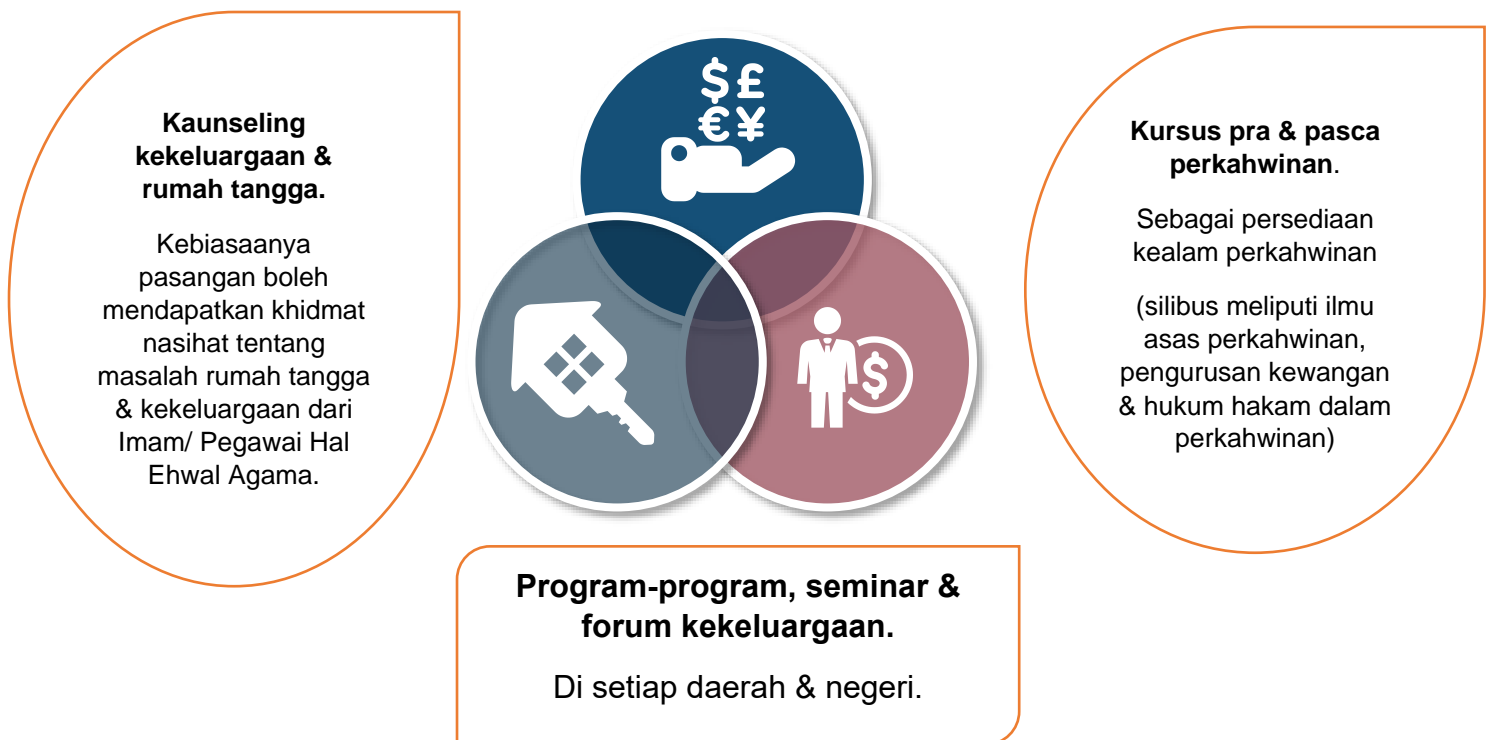 Kaunseling
kekeluargaan &
rumah tangga.
Kebiasaanya
pasangan boleh
mendapatkan khidmat
nasihat tentang
masalah rumah tangga
& kekeluargaan dari
Imam/ Pegawai Hal
Ehwal Agama.
$ £
€ ¥
$
Kursus pra & pasca
perkahwinan.
Sebagai persediaan
kealam perkahwinan
(silibus meliputi ilmu
asas perkahwinan,
pengurusan kewangan
& hukum hakam dalam
perkahwinan)
Program-program, seminar &
forum kekeluargaan.
Di setiap daerah & negeri.